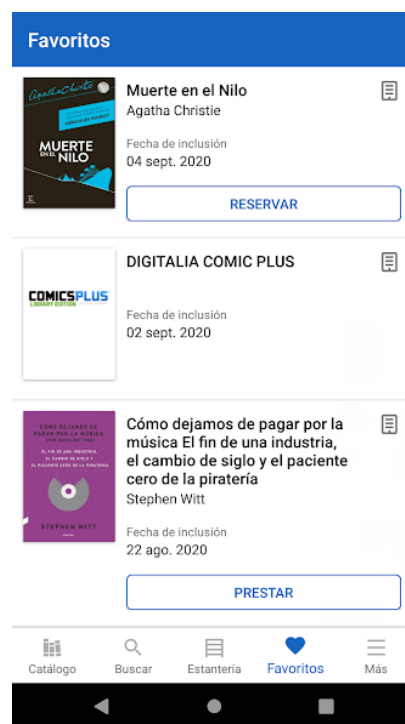 Favoritos
Agatha Christie
MUERTE
EN EL NILO
HÉRCULES POIROT
Muerte en el Nilo
Agatha Christie
Fecha de inclusión
04 sept. 2020
RESERVAR
COMICSPLUS
LIBRARY EDITION
DIGITALIA COMIC PLUS
Fecha de inclusión
02 sept. 2020
CÓMO DEJAMOS DE
PAGAR POR LA MÚSICA
EL FIN DE UNA INDUSTRIA,
EL CAMBIO DE SIGLO Y
EL PACIENTE CERO DE LA PIRATERÍA
STEPHEN WITT
Cómo dejamos de pagar por la
música El fin de una industria,
el cambio de siglo y el paciente
cero de la piratería
Stephen Witt
Fecha de inclusión
22 ago. 2020
PRESTAR
Catálogo
Buscar
Estantería
Favoritos
Más